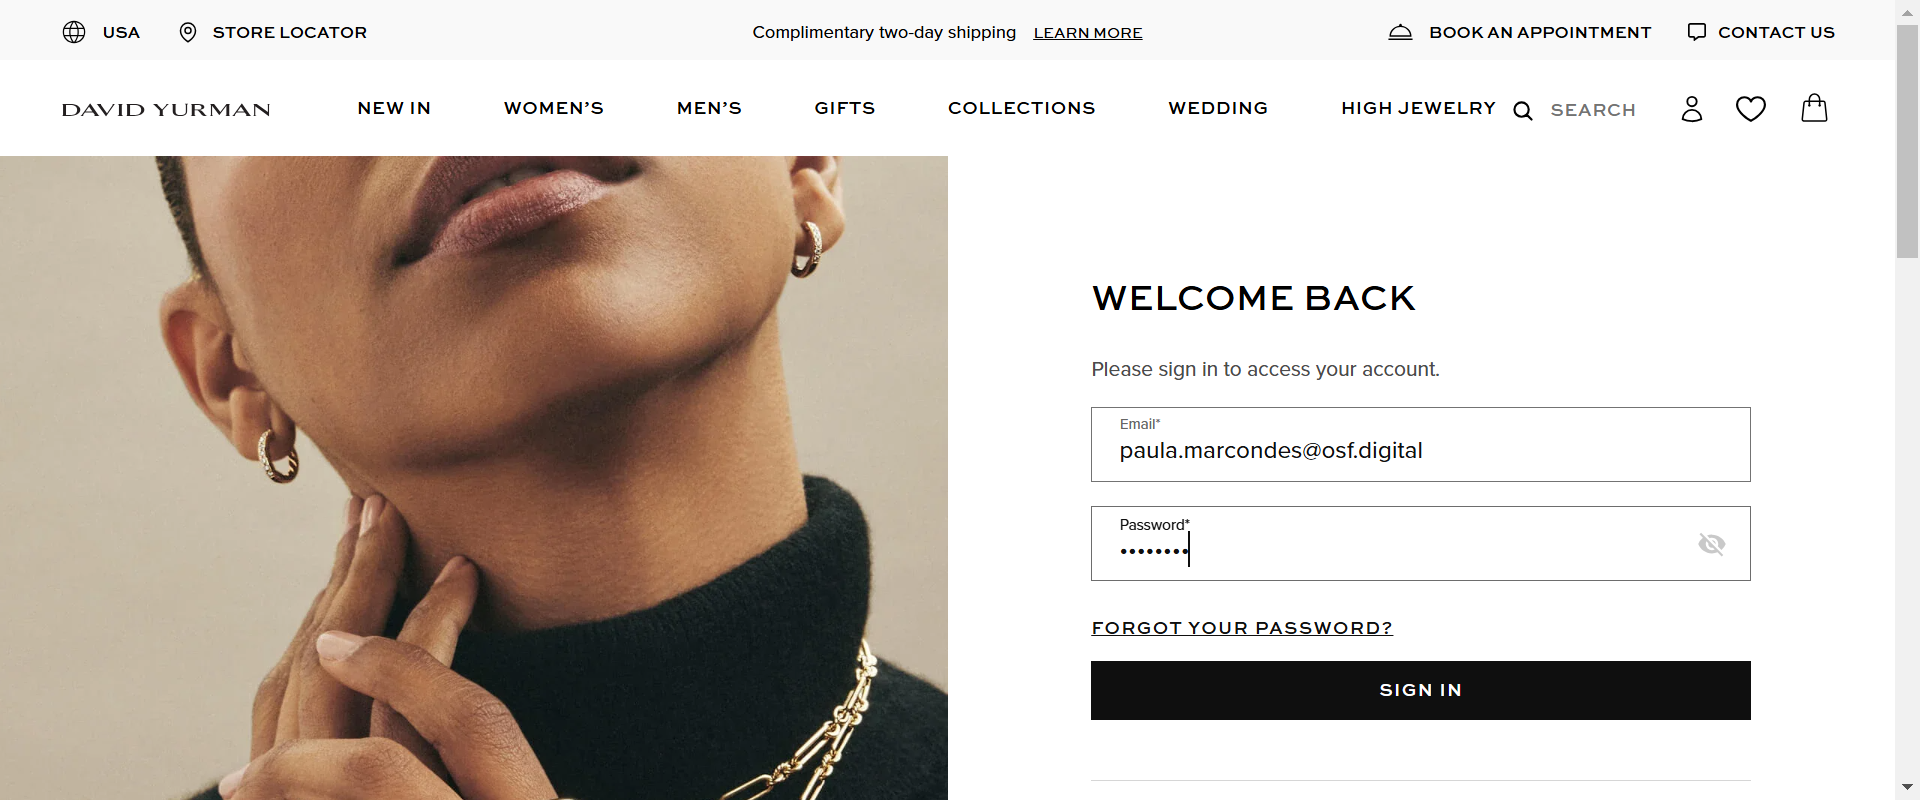 USA
STORE LOCATOR
Complimentary two-day shipping LEARN MORE
BOOK AN APPOINTMENT
CONTACT US
DAVID YURMAN
NEW IN
WOMEN’S
MEN’S
GIFTS
COLLECTIONS
WEDDING
HIGH JEWELRY
SEARCH
WELCOME BACK
Please sign in to access your account.
Email*
paula.marcondes@osf.digital
Password*
••••••••
FORGOT YOUR PASSWORD?
SIGN IN